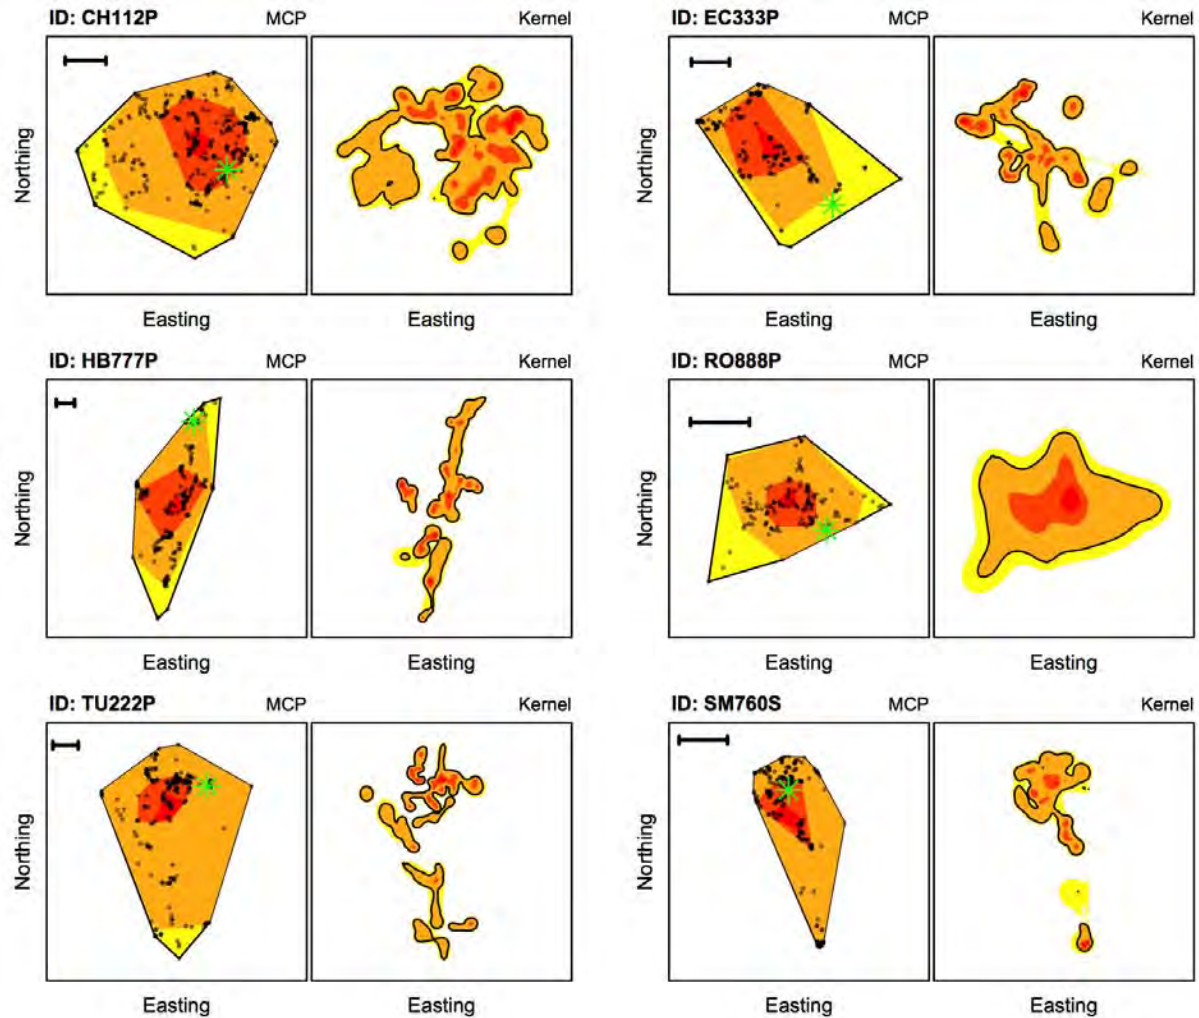 ID: CH112P MCP Kernel ID: EC333P MCP Kernel
Northing Northing
Easting Easting Easting Easting
ID: HB777P MCP Kernel ID: RO888P MCP Kernel
Northing Northing
Easting Easting Easting Easting
ID: TU222P MCP Kernel ID: SM760S MCP Kernel
Northing Northing
Easting Easting Easting Easting